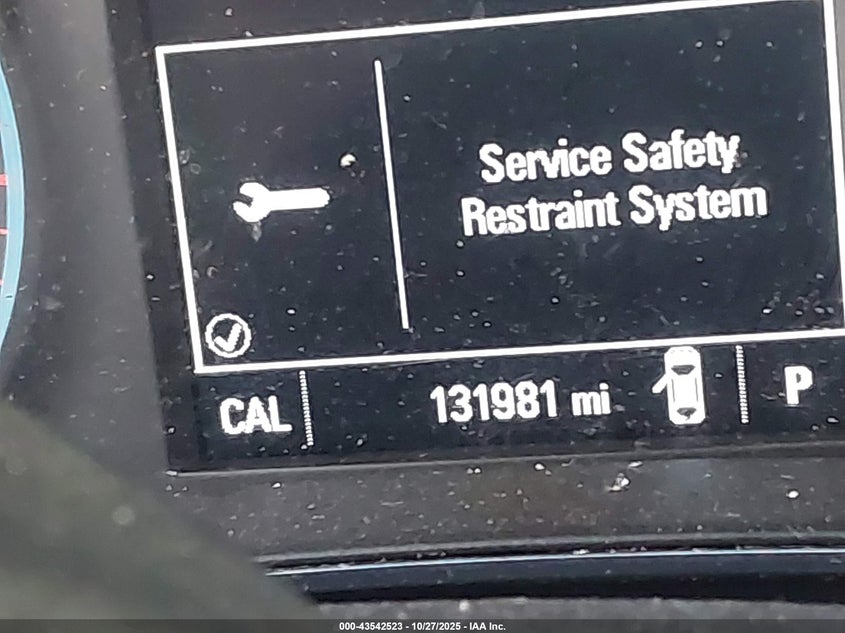 Service Safety
Restraint System
CAL 131981 mi P
000-43542523 - 10/27/2025 - IAA Inc.